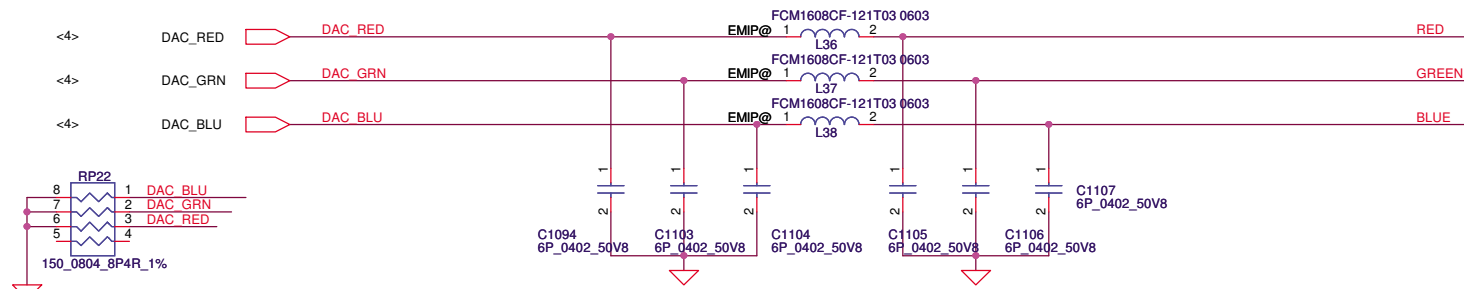 FCM1608CF-121T03 0603
<4> DAC_RED DAC_RED EMIP@ 1 2 RED
L36
FCM1608CF-121T03 0603
<4> DAC_GRN DAC_GRN EMIP@ 1 2 GREEN
L37
FCM1608CF-121T03 0603
<4> DAC_BLU DAC_BLU EMIP@ 1 2 BLUE
L38
RP22
8 1 DAC_BLU
7 2 DAC_GRN
6 3 DAC_RED
5 4
150_0804_8P4R_1%
1 1 1 1 1 1
2 2 2 2 2 2
C1107
6P_0402_50V8
C1094 C1103 C1104 C1105 C1106
6P_0402_50V8 6P_0402_50V8 6P_0402_50V8 6P_0402_50V8 6P_0402_50V8